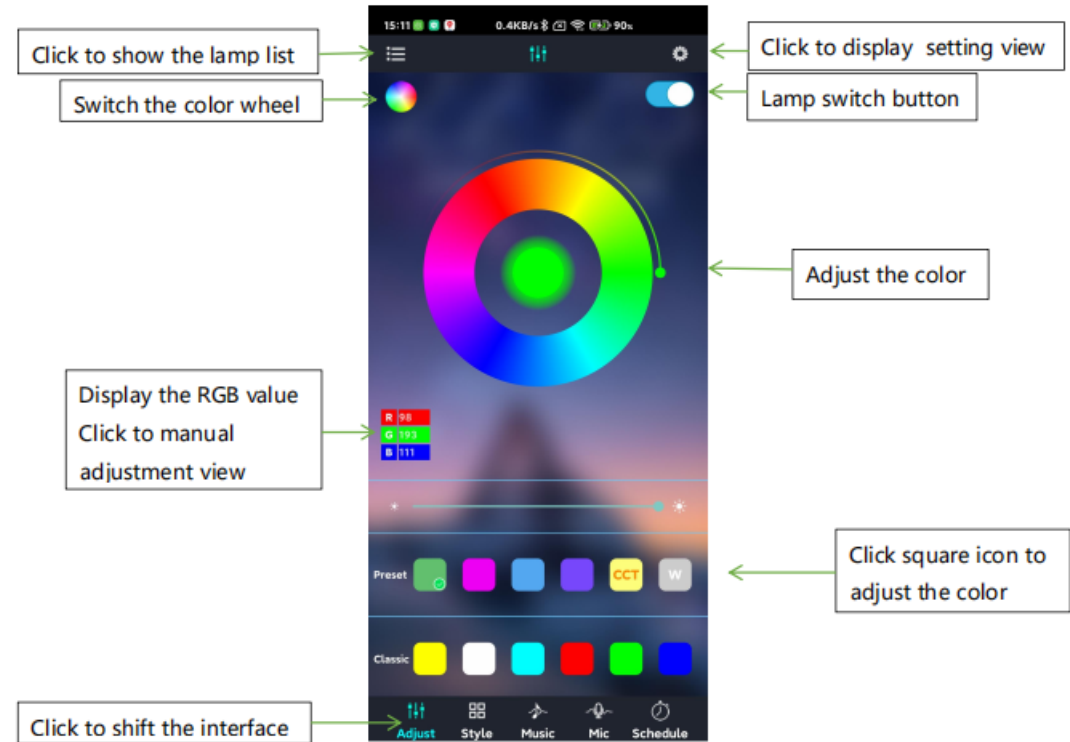 15:11
0.4KB/s
90%
Click to show the lamp list
Click to display setting view
Switch the color wheel
Lamp switch button
Adjust the color
Display the RGB value
Click to manual
adjustment view
R 98
G 193
B 111
Click square icon to
adjust the color
Preset
CCT
W
Classic
Click to shift the interface
Adjust
Style
Music
Mic
Schedule